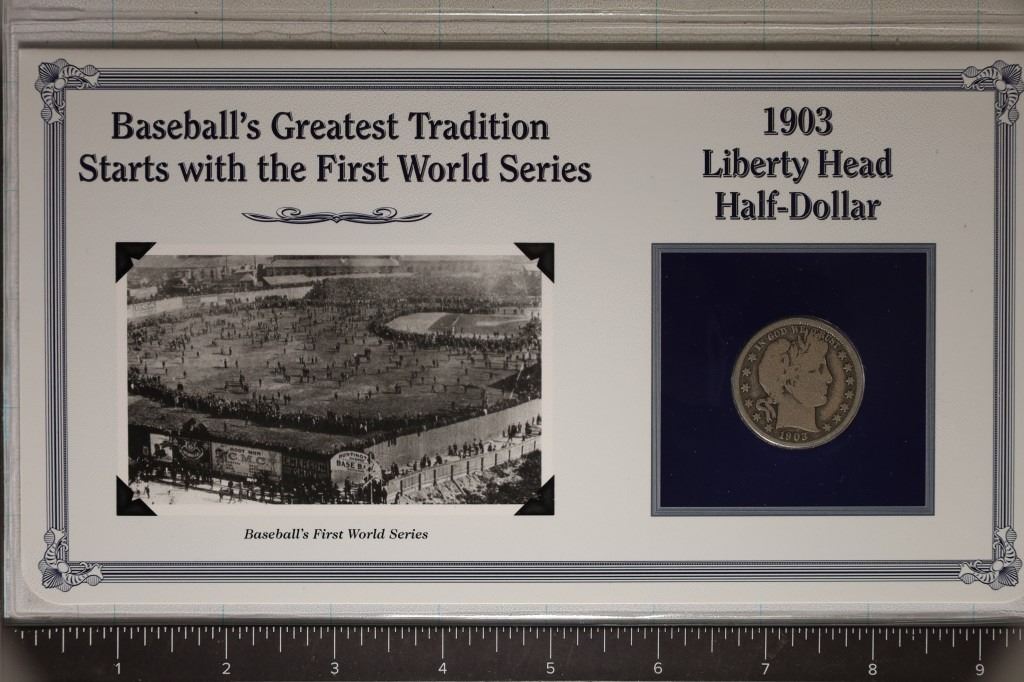 Baseball's Greatest Tradition
Starts with the First World Series
1903
Liberty Head
Half-Dollar
IN GOD WE TRUST
1903
C.M.C.
HUNTING
BASE BA
Baseball's First World Series
1 2 3 4 5 6 7 8 9